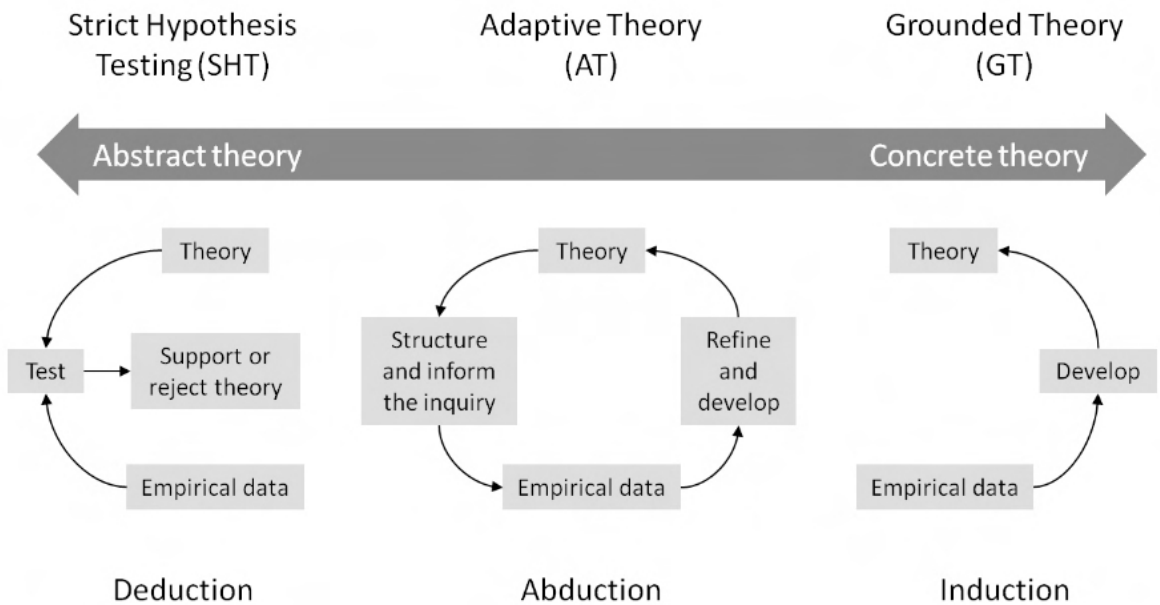 Strict Hypothesis
Testing (SHT)
Adaptive Theory
(AT)
Grounded Theory
(GT)
Abstract theory
Concrete theory
Theory
Test
Support or
reject theory
Empirical data
Theory
Structure
and inform
the inquiry
Refine
and
develop
Empirical data
Theory
Develop
Empirical data
Deduction
Abduction
Induction